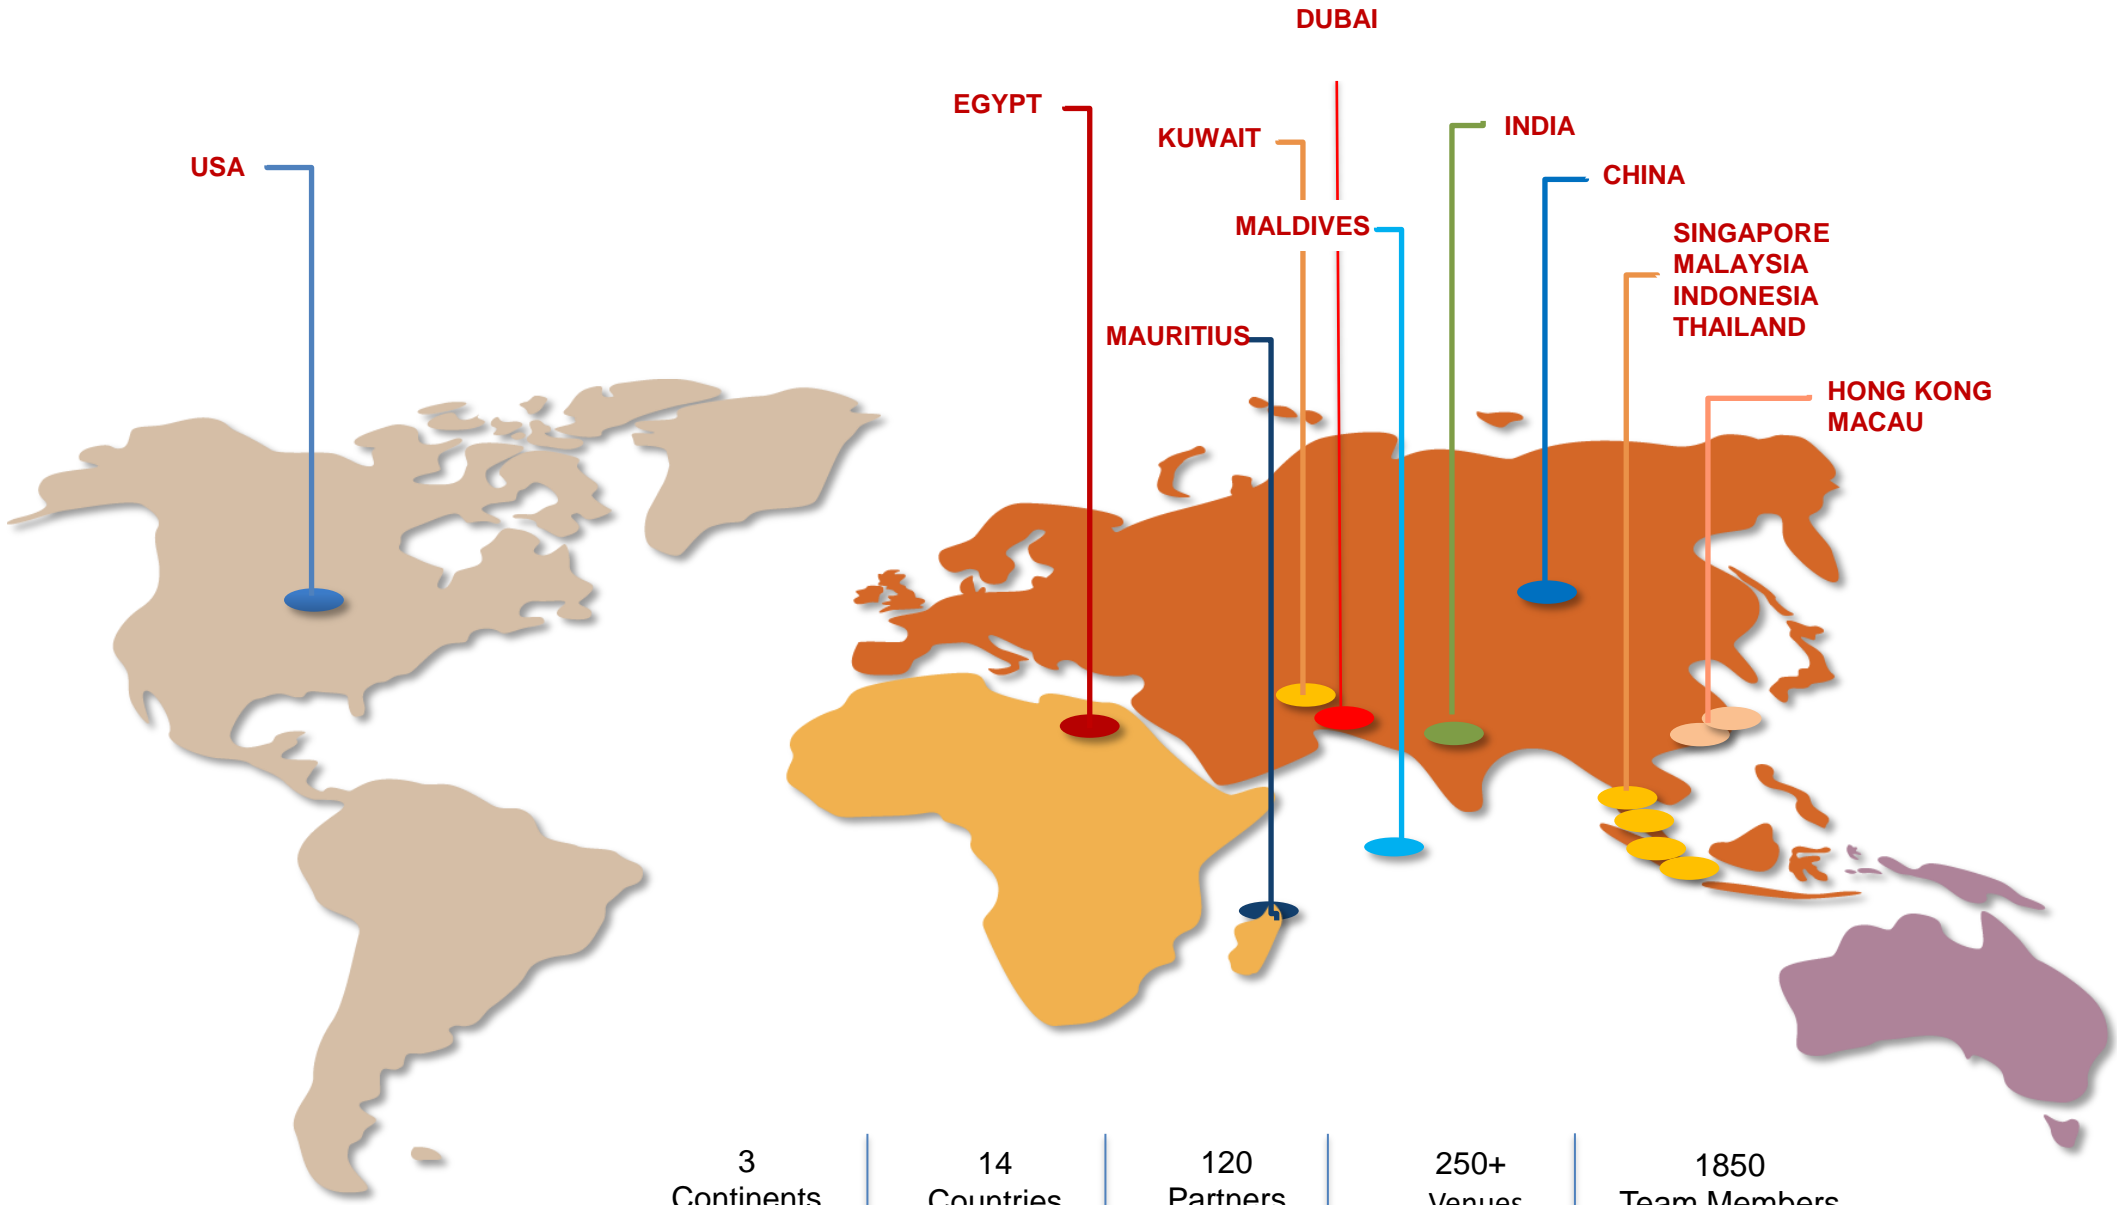 DUBAI
EGYPT
KUWAIT
INDIA
USA
CHINA
MALDIVES
SINGAPORE
MALAYSIA
INDONESIA
THAILAND
MAURITIUS
HONG KONG
MACAU
3
Continents
14
Countries
120
Partners
250+
Venues
1850
Team Members